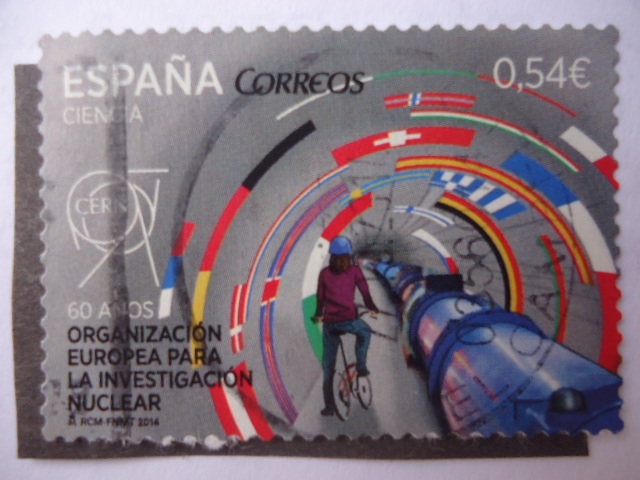 ESPAÑA CORREOS 0,54€
CIENCIA
CERN
60 AÑOS
ORGANIZACIÓN
EUROPEA PARA
LA INVESTIGACIÓN
NUCLEAR
RCM-FNMT 2014